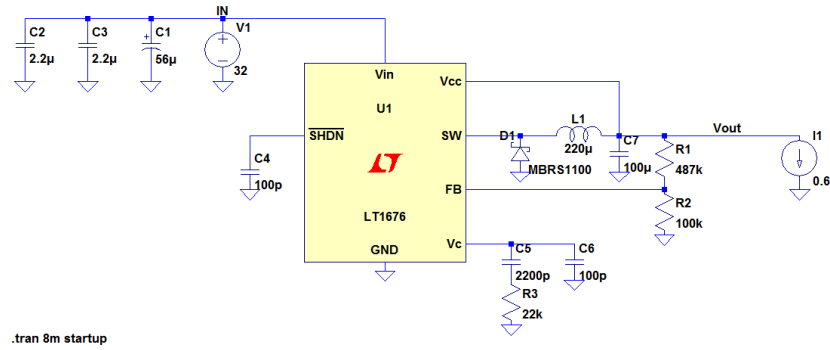 IN
C2
2.2µ
C3
2.2µ
+
C1
56µ
V1
+
−
32
Vin
U1
Vcc
SHDN
SW
FB
LT1676
Vc
GND
C4
100p
D1
MBRS1100
L1
220µ
C7
100µ
Vout
R1
487k
R2
100k
I1
0.6
C5
2200p
C6
100p
R3
22k
.tran 8m startup